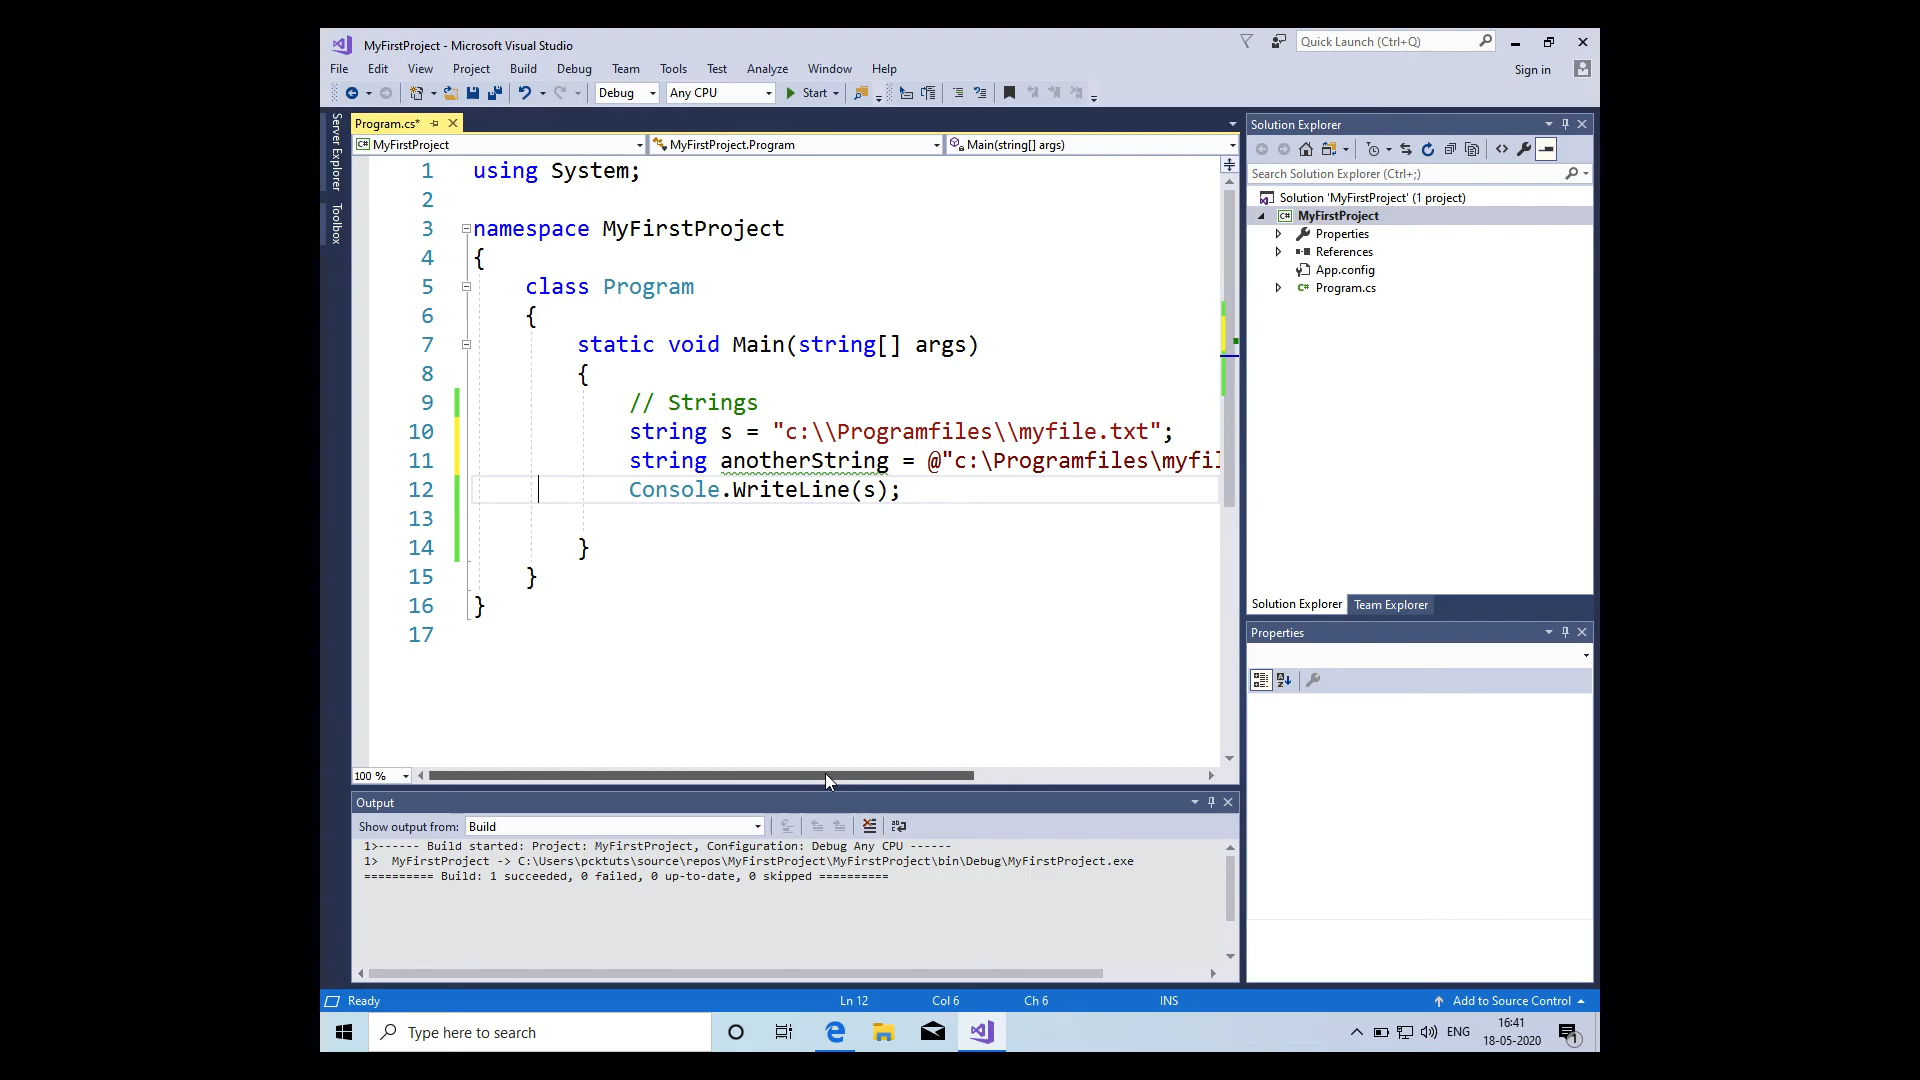 MyFirstProject - Microsoft Visual Studio
Quick Launch (Ctrl+Q)
File Edit View Project Build Debug Team Tools Test Analyze Window Help
Sign in
Debug Any CPU Start
Server Explorer
Toolbox
Program.cs*
MyFirstProject MyFirstProject.Program Main(string[] args)
1 using System;
2
3 namespace MyFirstProject
4 {
5 class Program
6 {
7 static void Main(string[] args)
8 {
9 // Strings
10 string s = "c:\\Programfiles\\myfile.txt";
11 string anotherString = @"c:\Programfiles\myfil
12 Console.WriteLine(s);
13
14 }
15 }
16 }
17
100 %
Output
Show output from: Build
1>------ Build started: Project: MyFirstProject, Configuration: Debug Any CPU ------
1> MyFirstProject -> C:\Users\pcktuts\source\repos\MyFirstProject\MyFirstProject\bin\Debug\MyFirstProject.exe
========== Build: 1 succeeded, 0 failed, 0 up-to-date, 0 skipped ==========
Solution Explorer
Search Solution Explorer (Ctrl+;)
Solution 'MyFirstProject' (1 project)
C# MyFirstProject
Properties
References
App.config
C# Program.cs
Solution Explorer Team Explorer
Properties
Ready Ln 12 Col 6 Ch 6 INS Add to Source Control
Type here to search
ENG
16:41
18-05-2020
1